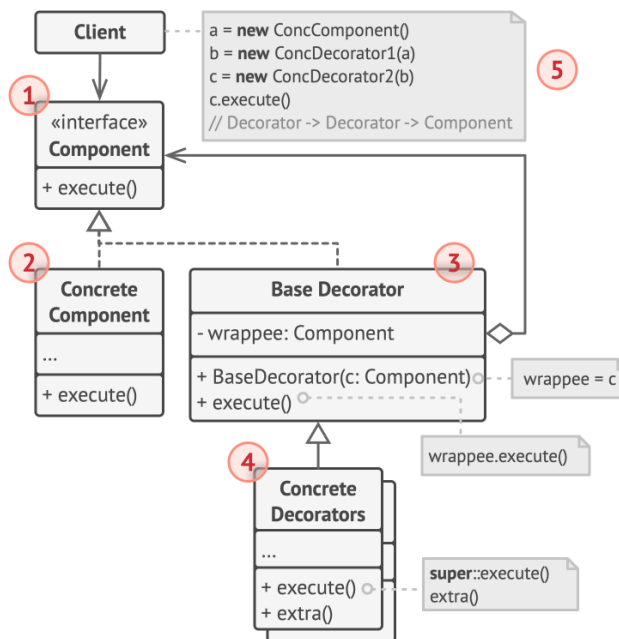 Client
a = new ConcComponent()
b = new ConcDecorator1(a)
c = new ConcDecorator2(b)
c.execute()
// Decorator -> Decorator -> Component
5
1
«interface»
Component
+ execute()
2
Concrete
Component
...
+ execute()
3
Base Decorator
- wrappee: Component
+ BaseDecorator(c: Component)
+ execute()
wrappee = c
wrappee.execute()
4
Concrete
Decorators
...
+ execute()
+ extra()
super::execute()
extra()